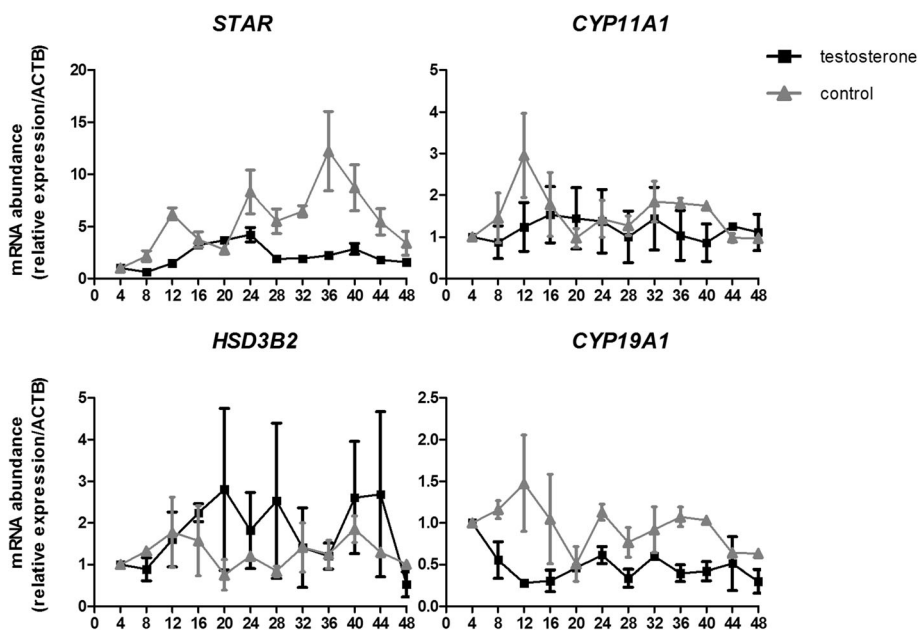 STAR
CYP11A1
testosterone
control
mRNA abundance
(relative expression/ACTB)
20
15
10
5
0
0 4 8 12 16 20 24 28 32 36 40 44 48
5
4
3
2
1
0
4 8 12 16 20 24 28 32 36 40 44 48
HSD3B2
CYP19A1
mRNA abundance
(relative expression/ACTB)
5
4
3
2
1
0
0 4 8 12 16 20 24 28 32 36 40 44 48
2.5
2.0
1.5
1.0
0.5
0.0
4 8 12 16 20 24 28 32 36 40 44 48